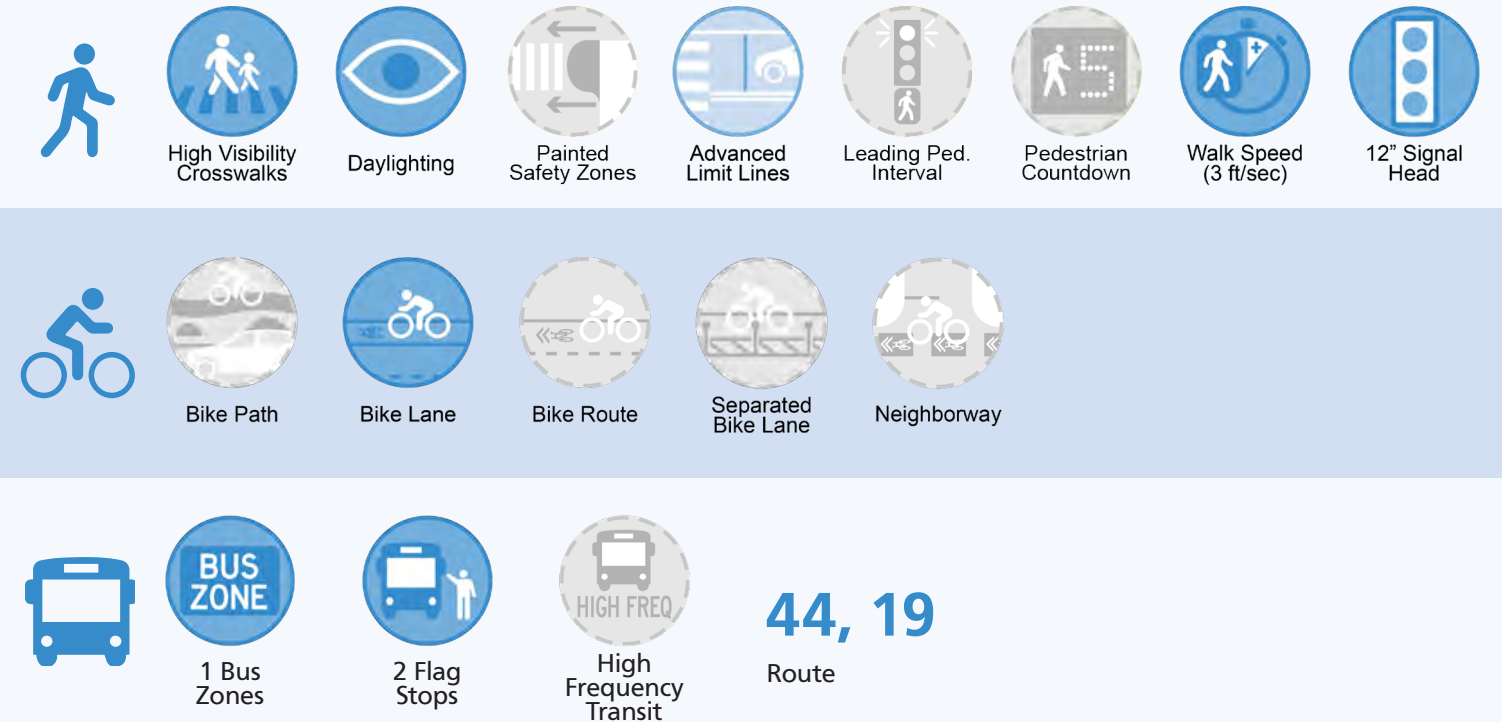 5
High Visibility
Crosswalks
Daylighting
Painted
Safety Zones
Advanced
Limit Lines
Leading Ped.
Interval
Pedestrian
Countdown
Walk Speed
(3 ft/sec)
12” Signal
Head
Bike Path
Bike Lane
Bike Route
Separated
Bike Lane
Neighborway
BUS
ZONE
HIGH FREQ
1 Bus
Zones
2 Flag
Stops
High
Frequency
Transit
44, 19
Route